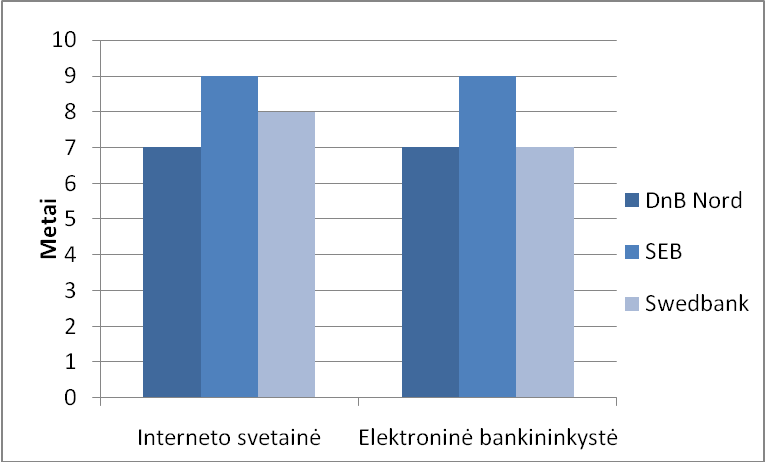 10
9
8
7
6
5
4
3
2
1
0
Metai
Interneto svetainė
Elektroninė bankininkystė
DnB Nord
SEB
Swedbank